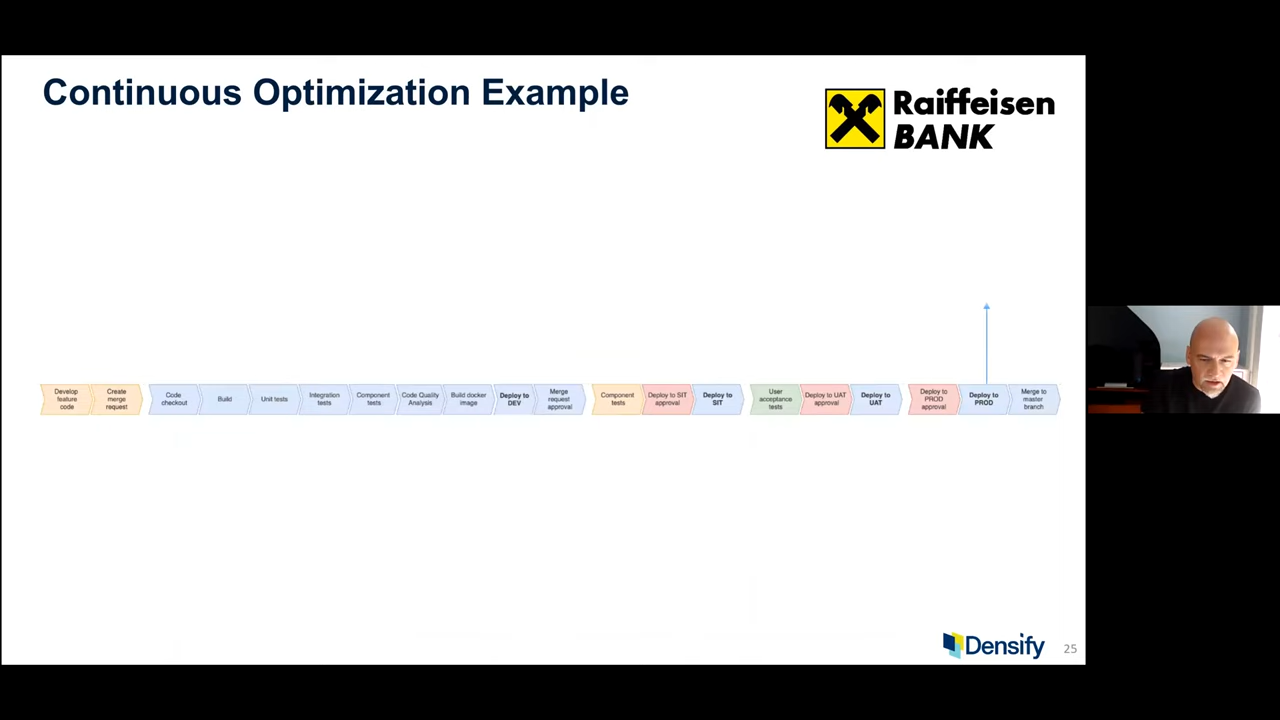 Continuous Optimization Example
Raiffeisen
BANK
Develop
feature
code
Create
merge
request
Code
checkout
Build
Unit tests
Integration
tests
Component
tests
Code Quality
Analysis
Build docker
image
Deploy to
DEV
Merge
request
approval
Component
tests
Deploy to SIT
approval
Deploy to
SIT
User
acceptance
tests
Deploy to UAT
approval
Deploy to
UAT
Deploy to
PROD
approval
Deploy to
PROD
Merge to
master
branch
Densify
25